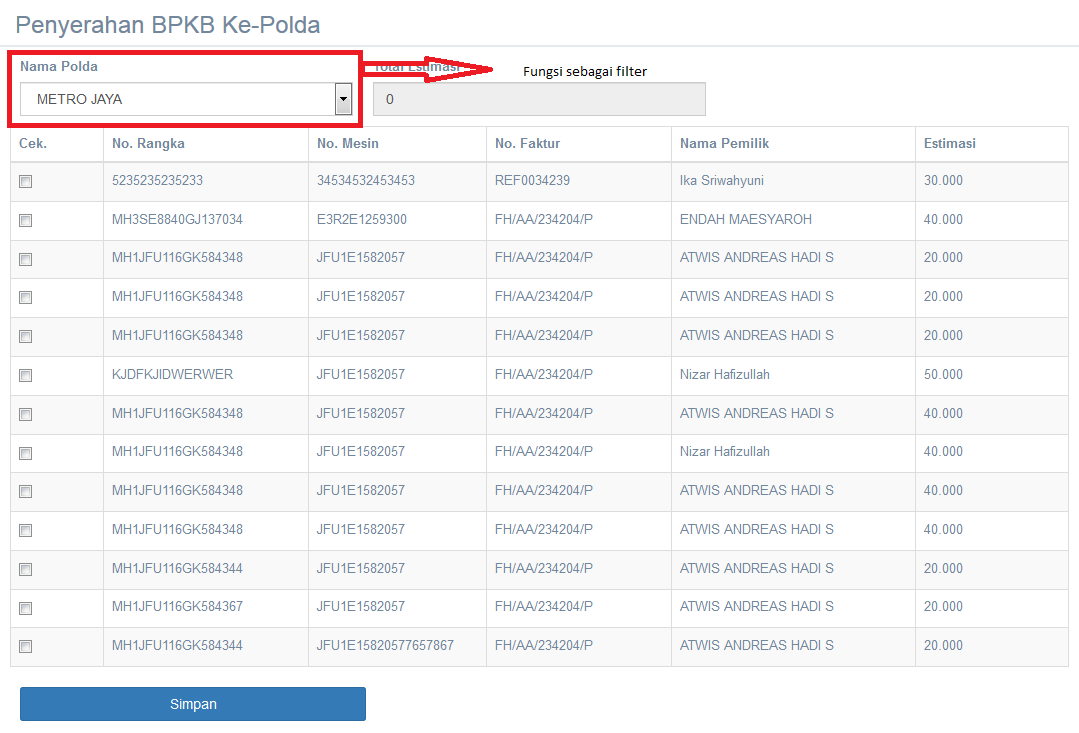 Penyerahan BPKB Ke-Polda
Nama Polda
Total Estimasi
Fungsi sebagai filter
METRO JAYA
0
Cek. No. Rangka No. Mesin No. Faktur Nama Pemilik Estimasi
5235235235233 34534532453453 REF0034239 Ika Sriwahyuni 30.000
MH3SE8840GJ137034 E3R2E1259300 FH/AA/234204/P ENDAH MAESYAROH 40.000
MH1JFU116GK584348 JFU1E1582057 FH/AA/234204/P ATWIS ANDREAS HADI S 20.000
MH1JFU116GK584348 JFU1E1582057 FH/AA/234204/P ATWIS ANDREAS HADI S 20.000
MH1JFU116GK584348 JFU1E1582057 FH/AA/234204/P ATWIS ANDREAS HADI S 20.000
KJDFKJIDWERWER JFU1E1582057 FH/AA/234204/P Nizar Hafizullah 50.000
MH1JFU116GK584348 JFU1E1582057 FH/AA/234204/P ATWIS ANDREAS HADI S 40.000
MH1JFU116GK584348 JFU1E1582057 FH/AA/234204/P Nizar Hafizullah 40.000
MH1JFU116GK584348 JFU1E1582057 FH/AA/234204/P ATWIS ANDREAS HADI S 40.000
MH1JFU116GK584348 JFU1E1582057 FH/AA/234204/P ATWIS ANDREAS HADI S 40.000
MH1JFU116GK584344 JFU1E1582057 FH/AA/234204/P ATWIS ANDREAS HADI S 20.000
MH1JFU116GK584367 JFU1E1582057 FH/AA/234204/P ATWIS ANDREAS HADI S 20.000
MH1JFU116GK584344 JFU1E15820577657867 FH/AA/234204/P ATWIS ANDREAS HADI S 20.000
Simpan